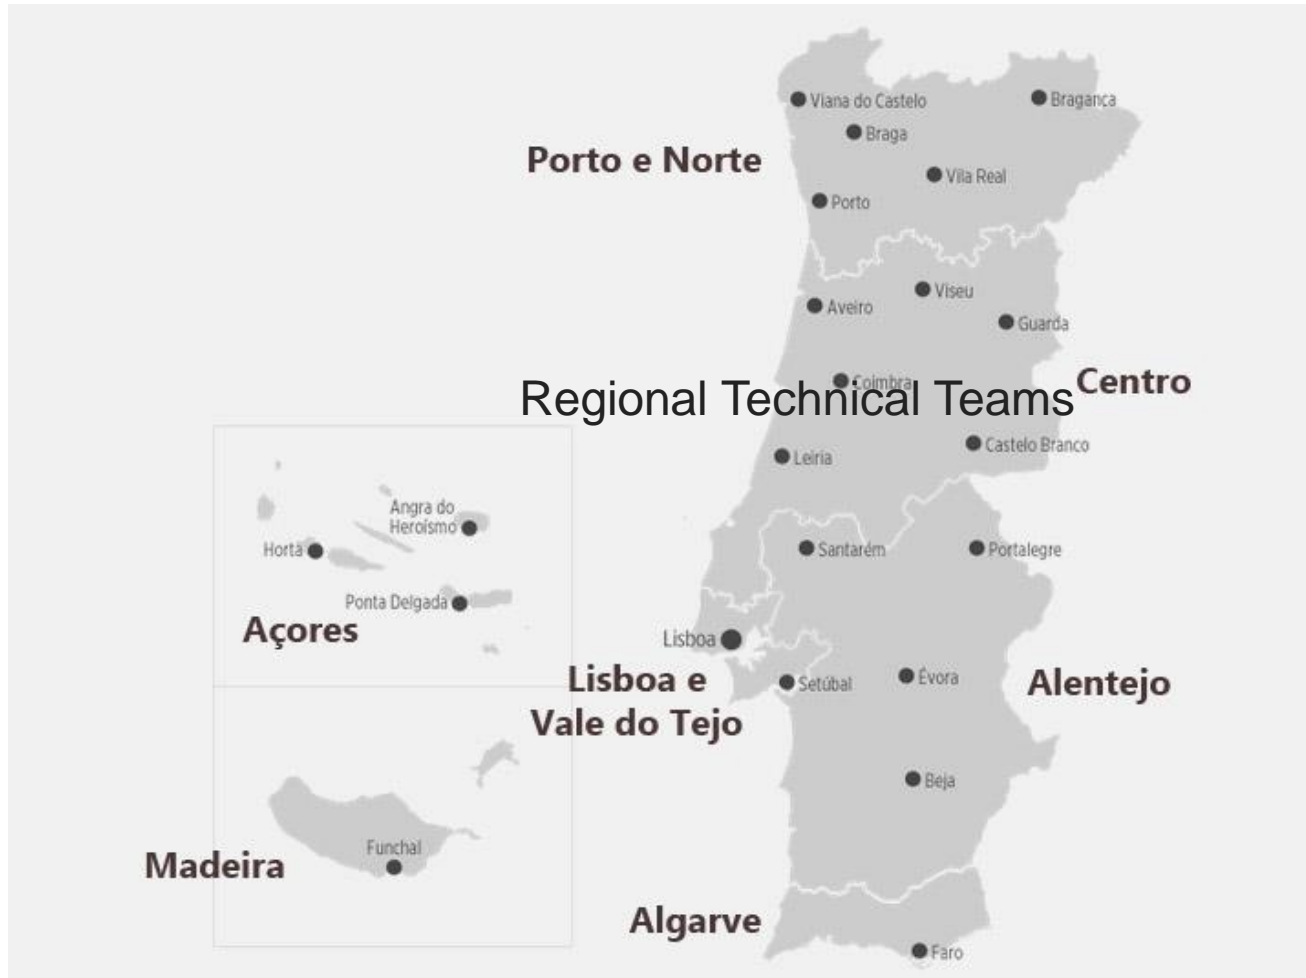 Viana do Castelo
Bragança
Braga
Porto e Norte
Vila Real
Porto
Viseu
Aveiro
Guarda
Coimbra
Centro
Regional Technical Teams
Castelo Branco
Leiria
Angra do
Heroísmo
Horta
Santarém
Portalegre
Ponta Delgada
Açores
Lisboa
Lisboa e
Vale do Tejo
Setúbal
Évora
Alentejo
Beja
Funchal
Madeira
Algarve
Faro